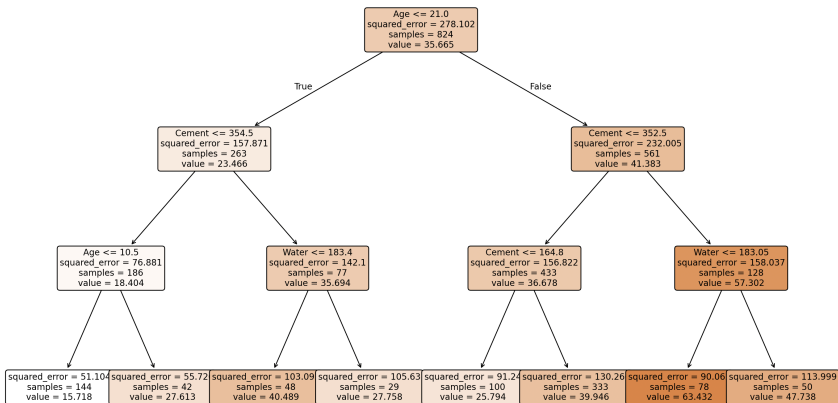 Age <= 21.0
squared_error = 278.102
samples = 824
value = 35.665
True
False
Cement <= 354.5
squared_error = 157.871
samples = 263
value = 23.466
Cement <= 352.5
squared_error = 232.005
samples = 561
value = 41.383
Age <= 10.5
squared_error = 76.881
samples = 186
value = 18.404
Water <= 183.4
squared_error = 142.1
samples = 77
value = 35.694
Cement <= 164.8
squared_error = 156.822
samples = 433
value = 36.678
Water <= 183.05
squared_error = 158.037
samples = 128
value = 57.302
squared_error = 51.104
samples = 144
value = 15.718
squared_error = 55.72
samples = 42
value = 27.613
squared_error = 103.09
samples = 48
value = 40.489
squared_error = 105.63
samples = 29
value = 27.758
squared_error = 91.24
samples = 100
value = 25.794
squared_error = 130.26
samples = 333
value = 39.946
squared_error = 90.06
samples = 78
value = 63.432
squared_error = 113.999
samples = 50
value = 47.738